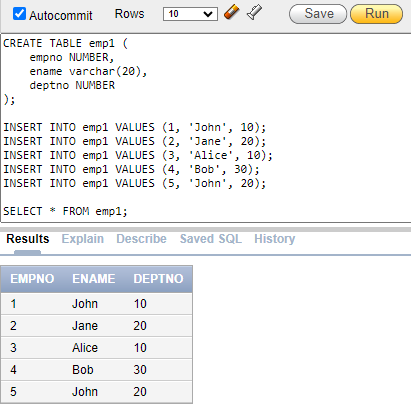 Autocommit Rows 10 Save Run
CREATE TABLE emp1 (
    empno NUMBER,
    ename varchar(20),
    deptno NUMBER
);

INSERT INTO emp1 VALUES (1, 'John', 10);
INSERT INTO emp1 VALUES (2, 'Jane', 20);
INSERT INTO emp1 VALUES (3, 'Alice', 10);
INSERT INTO emp1 VALUES (4, 'Bob', 30);
INSERT INTO emp1 VALUES (5, 'John', 20);

SELECT * FROM emp1;
Results Explain Describe Saved SQL History
EMPNO ENAME DEPTNO
1 John 10
2 Jane 20
3 Alice 10
4 Bob 30
5 John 20